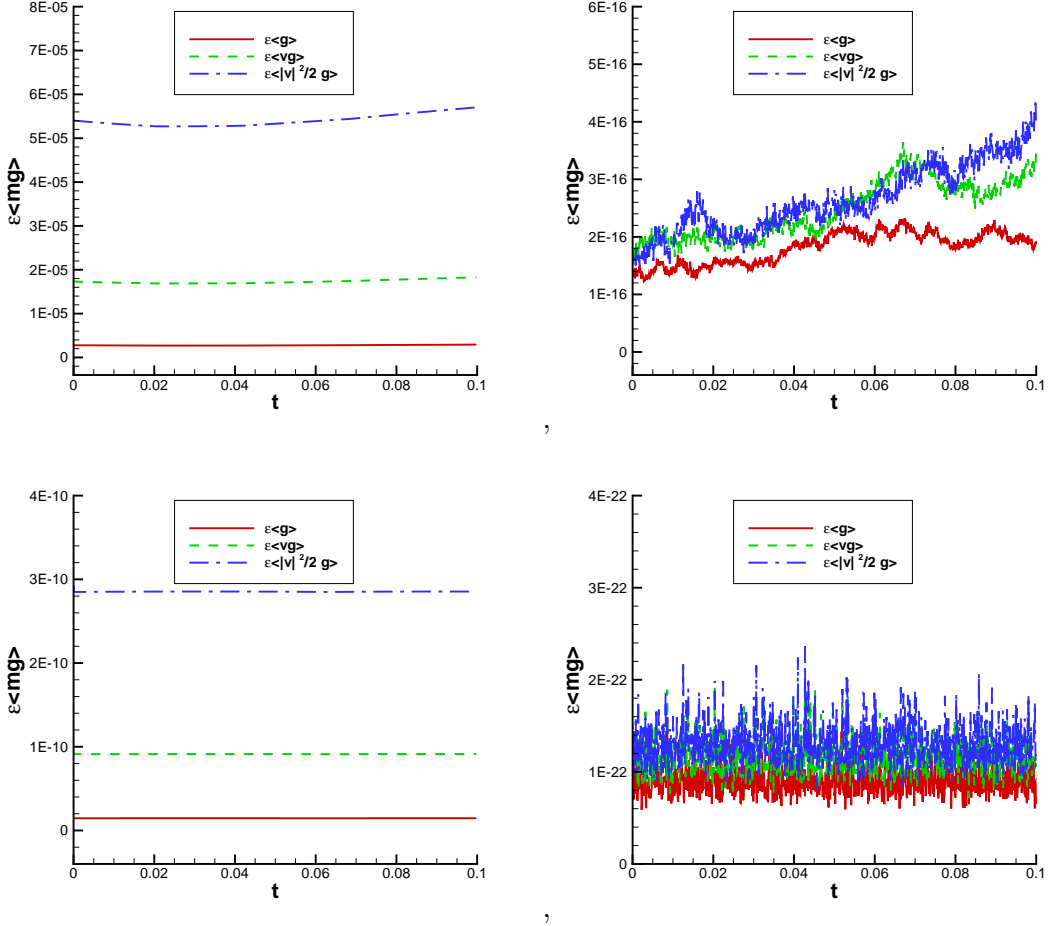 8E-05
7E-05
6E-05
5E-05
4E-05
3E-05
2E-05
1E-05
0
ε<mg>
ε<g>
ε<vg>
ε<|v|²/2 g>
0 0.02 0.04 0.06 0.08 0.1
t
6E-16
5E-16
4E-16
3E-16
2E-16
1E-16
0
ε<mg>
ε<g>
ε<vg>
ε<|v|²/2 g>
0 0.02 0.04 0.06 0.08 0.1
t
,
4E-10
3E-10
2E-10
1E-10
0
ε<mg>
ε<g>
ε<vg>
ε<|v|²/2 g>
0 0.02 0.04 0.06 0.08 0.1
t
4E-22
3E-22
2E-22
1E-22
0
ε<mg>
ε<g>
ε<vg>
ε<|v|²/2 g>
0 0.02 0.04 0.06 0.08 0.1
t
,